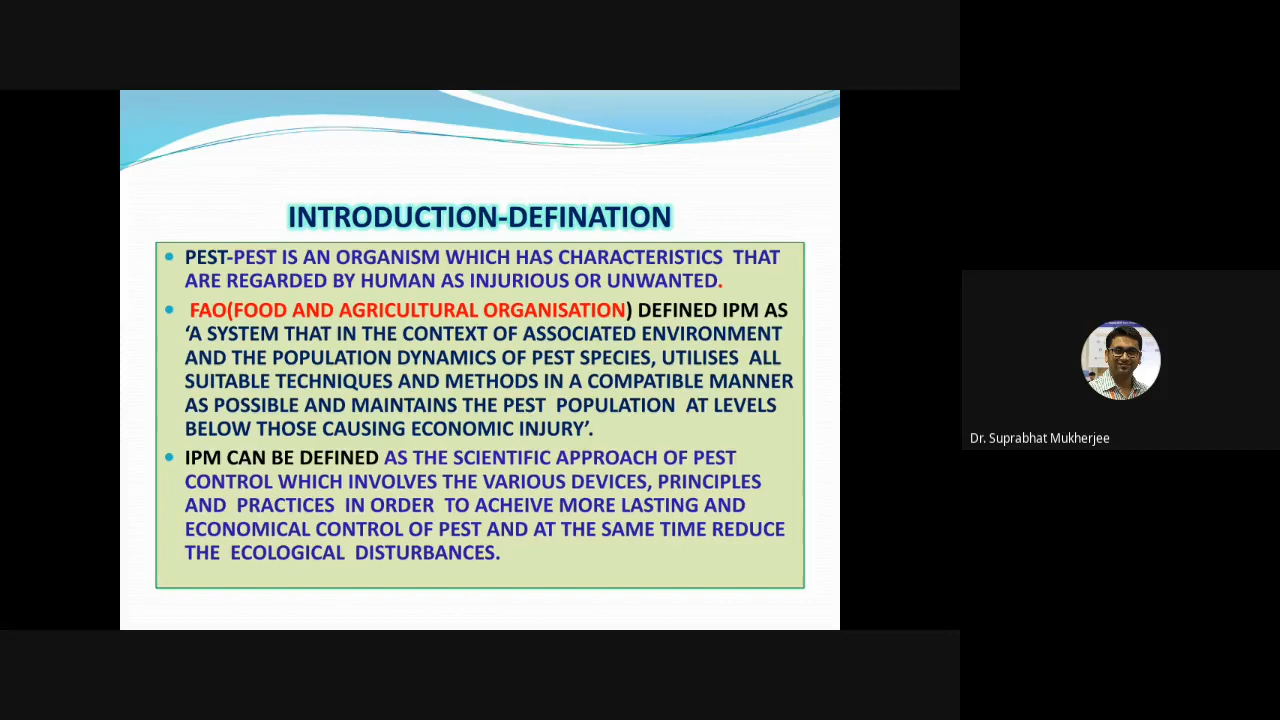 INTRODUCTION-DEFINATION
PEST-PEST IS AN ORGANISM WHICH HAS CHARACTERISTICS THAT
ARE REGARDED BY HUMAN AS INJURIOUS OR UNWANTED.
FAO(FOOD AND AGRICULTURAL ORGANISATION) DEFINED IPM AS
‘A SYSTEM THAT IN THE CONTEXT OF ASSOCIATED ENVIRONMENT
AND THE POPULATION DYNAMICS OF PEST SPECIES, UTILISES ALL
SUITABLE TECHNIQUES AND METHODS IN A COMPATIBLE MANNER
AS POSSIBLE AND MAINTAINS THE PEST POPULATION AT LEVELS
BELOW THOSE CAUSING ECONOMIC INJURY’.
IPM CAN BE DEFINED AS THE SCIENTIFIC APPROACH OF PEST
CONTROL WHICH INVOLVES THE VARIOUS DEVICES, PRINCIPLES
AND PRACTICES IN ORDER TO ACHEIVE MORE LASTING AND
ECONOMICAL CONTROL OF PEST AND AT THE SAME TIME REDUCE
THE ECOLOGICAL DISTURBANCES.
Dr. Suprabhat Mukherjee